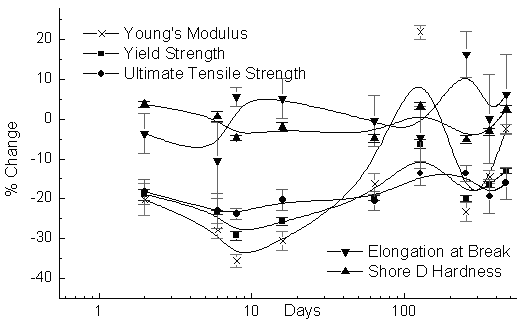 20
10
0
-10
-20
-30
-40
% Change
Young's Modulus
Yield Strength
Ultimate Tensile Strength
Elongation at Break
Shore D Hardness
1
10
Days
100